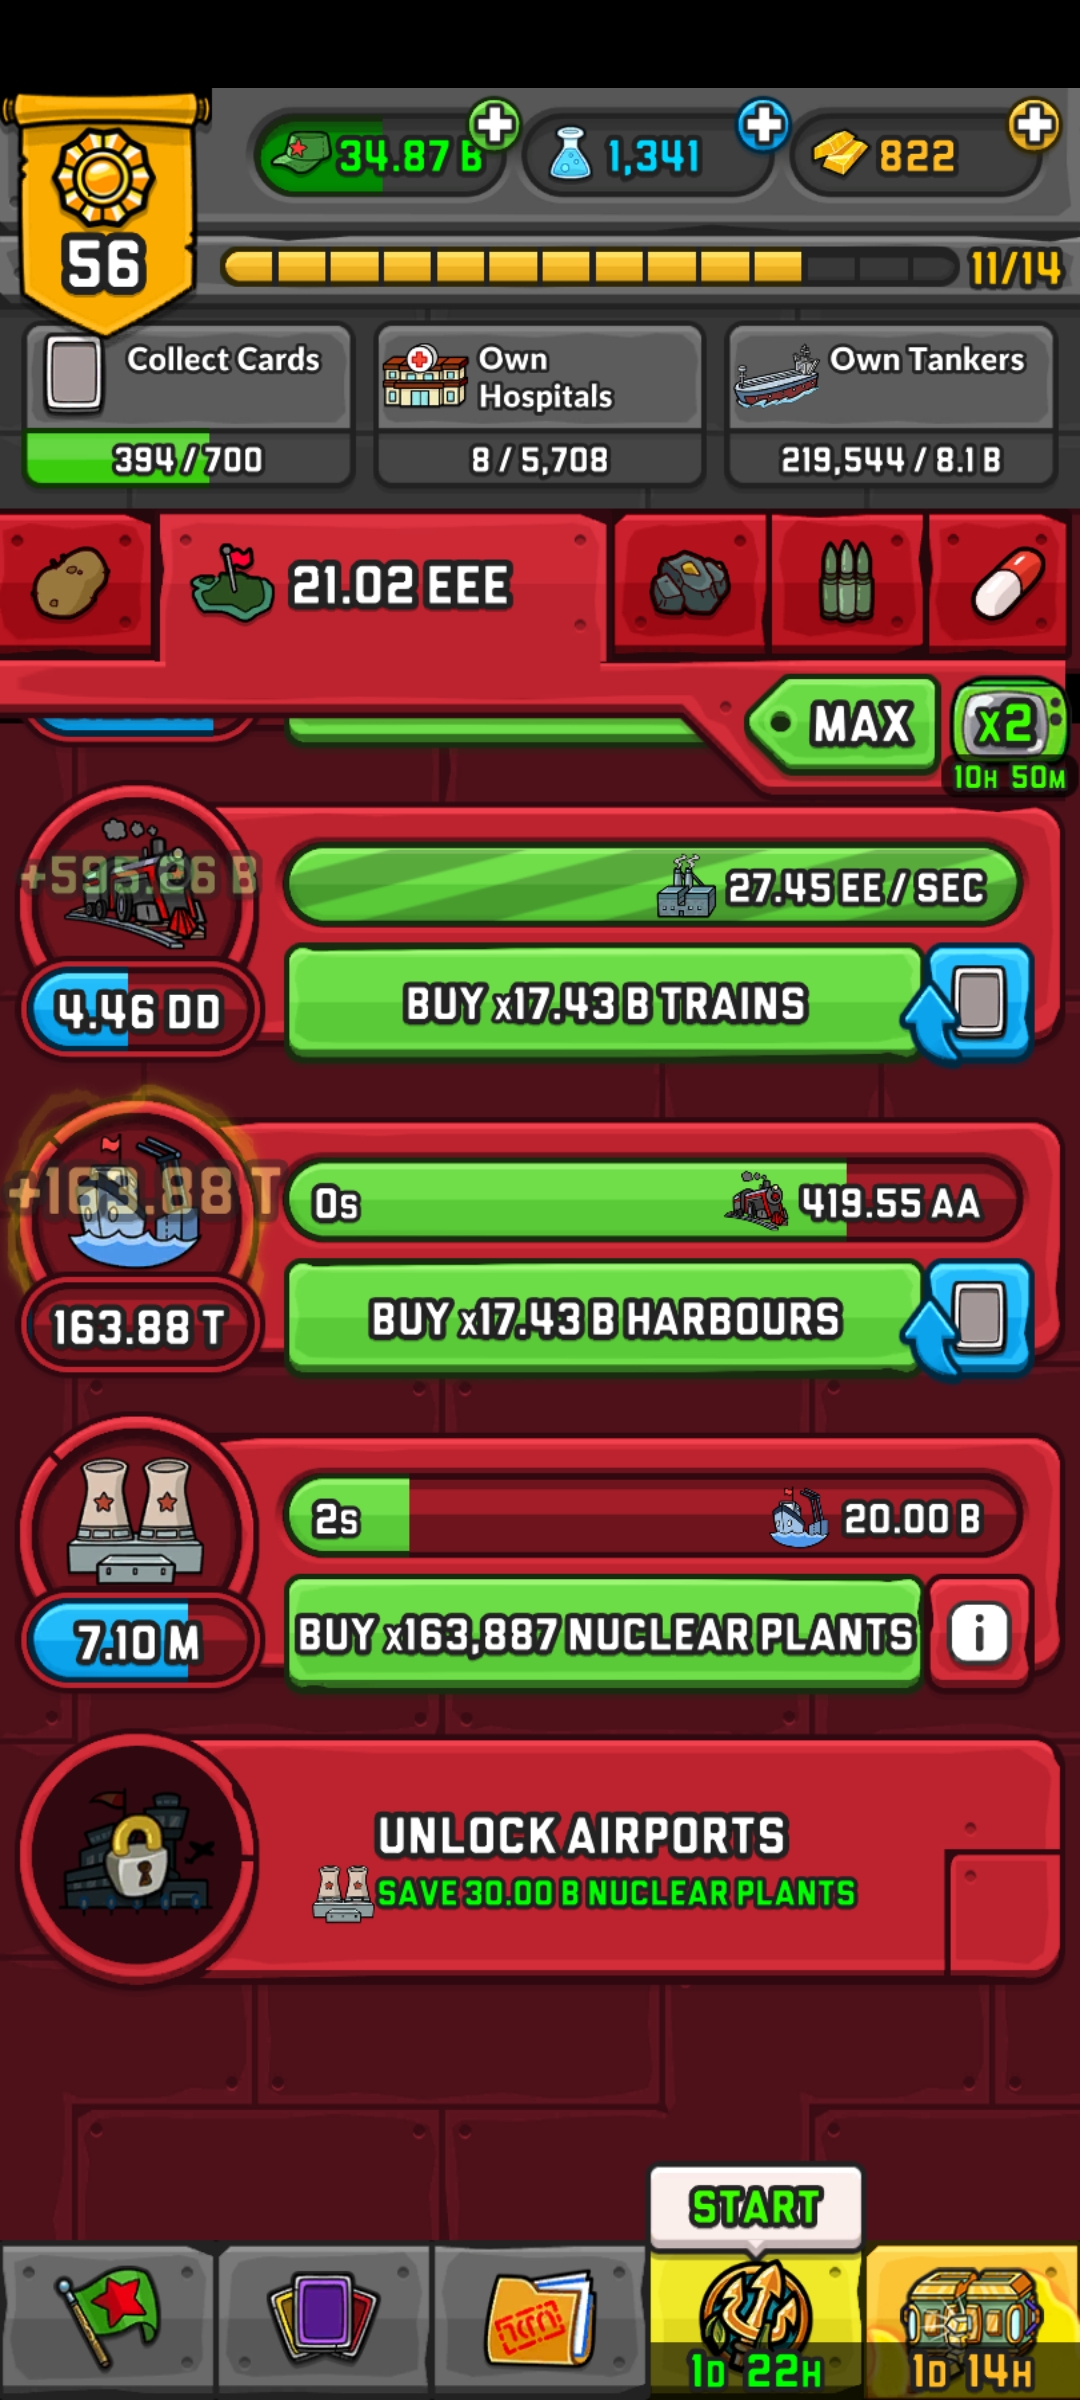 56
34.87 B
1,341
822
11/14
Collect Cards
394/700
Own Hospitals
8/5,708
Own Tankers
219,544/8.1 B
21.02 EEE
MAX
x2
10H 50M
+595.26 B
27.45 EE/SEC
4.46 DD
BUY x17.43 B TRAINS
+163.88 T
0s
419.55 AA
163.88 T
BUY x17.43 B HARBOURS
2s
20.00 B
7.10 M
BUY x163,887 NUCLEAR PLANTS
i
UNLOCK AIRPORTS
SAVE 30.00 B NUCLEAR PLANTS
START
1D 22H
1D 14H